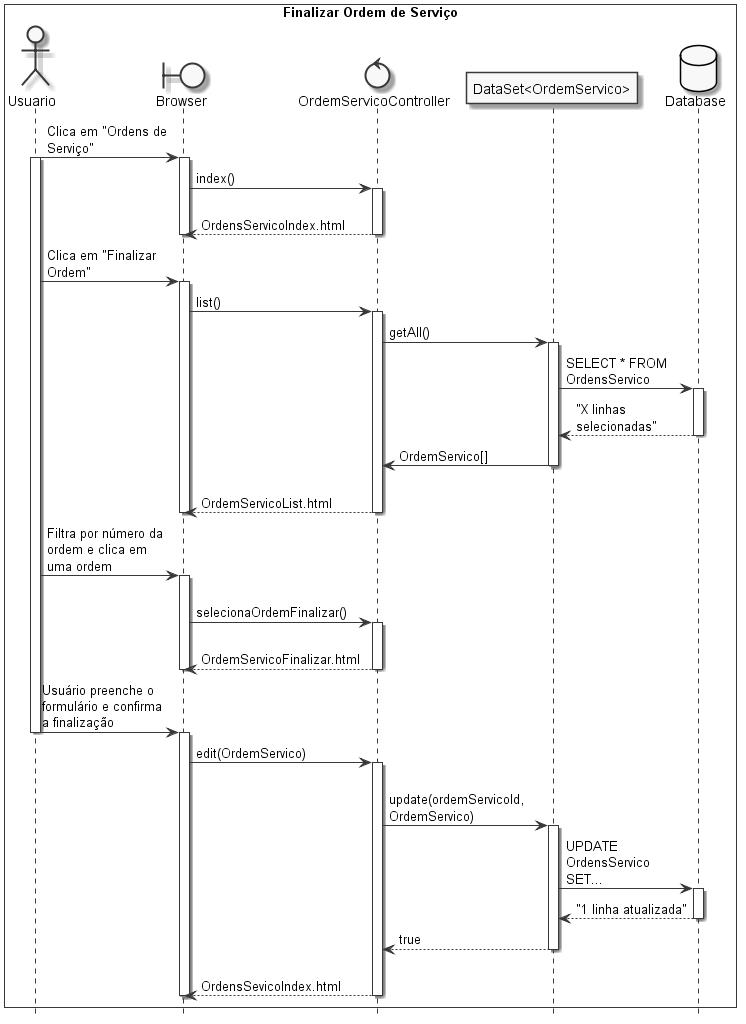 Finalizar Ordem de Serviço
Usuario
Browser
OrdemServicoController
DataSet<OrdemServico>
Database
Clica em "Ordens de
Serviço"
index()
OrdensServicoIndex.html
Clica em "Finalizar
Ordem"
list()
getAll()
SELECT * FROM
OrdensServico
"X linhas
selecionadas"
OrdemServico[]
OrdemServicoList.html
Filtra por número da
ordem e clica em
uma ordem
selecionaOrdemFinalizar()
OrdemServicoFinalizar.html
Usuário preenche o
formulário e confirma
a finalização
edit(OrdemServico)
update(ordemServicoId,
OrdemServico)
UPDATE
OrdensServico
SET...
"1 linha atualizada"
true
OrdensSevicoIndex.html